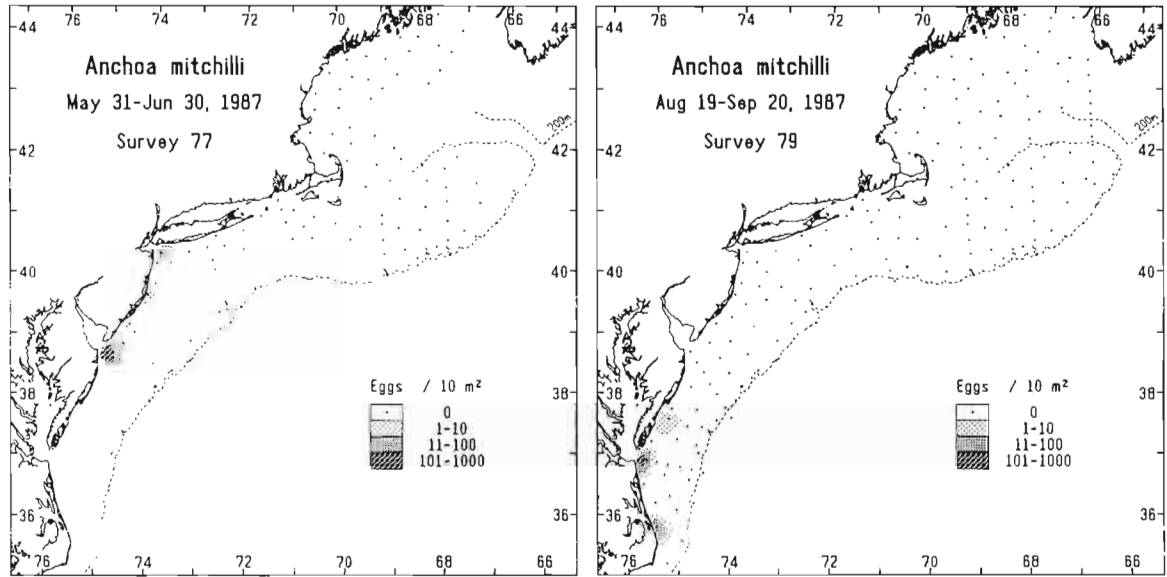 44 76 74 72 70 68 66 44
Anchoa mitchilli
May 31-Jun 30, 1987
Survey 77
200m
42 42
40 40
38 38
Eggs / 10 m²
0
1-10
11-100
101-1000
36 36
76 74 72 70 68 66
44 76 74 72 70 68 66 44
Anchoa mitchilli
Aug 19-Sep 20, 1987
Survey 79
200m
42 42
40 40
38 38
Eggs / 10 m²
0
1-10
11-100
101-1000
36 36
76 74 72 70 68 66